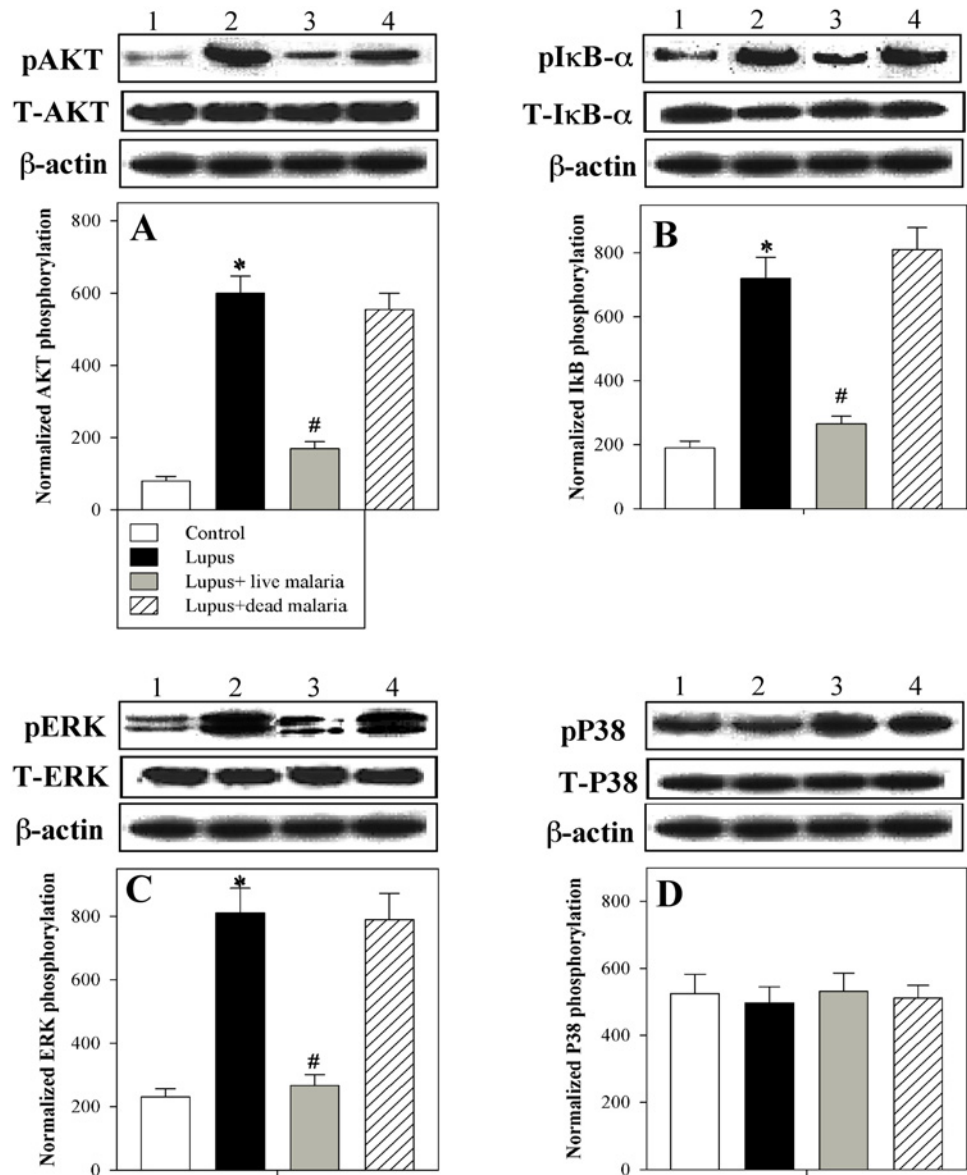 1 2 3 4
pAKT
T-AKT
β-actin
A
Normalized AKT phosphorylation
800
600
400
200
0
*
#
Control
Lupus
Lupus+ live malaria
Lupus+dead malaria
1 2 3 4
pIκB-α
T-IκB-α
β-actin
B
Normalized IkB phosphorylation
800
600
400
200
0
*
#
1 2 3 4
pERK
T-ERK
β-actin
C
Normalized ERK phosphorylation
800
600
400
200
0
*
#
1 2 3 4
pP38
T-P38
β-actin
D
Normalized P38 phosphorylation
800
600
400
200
0